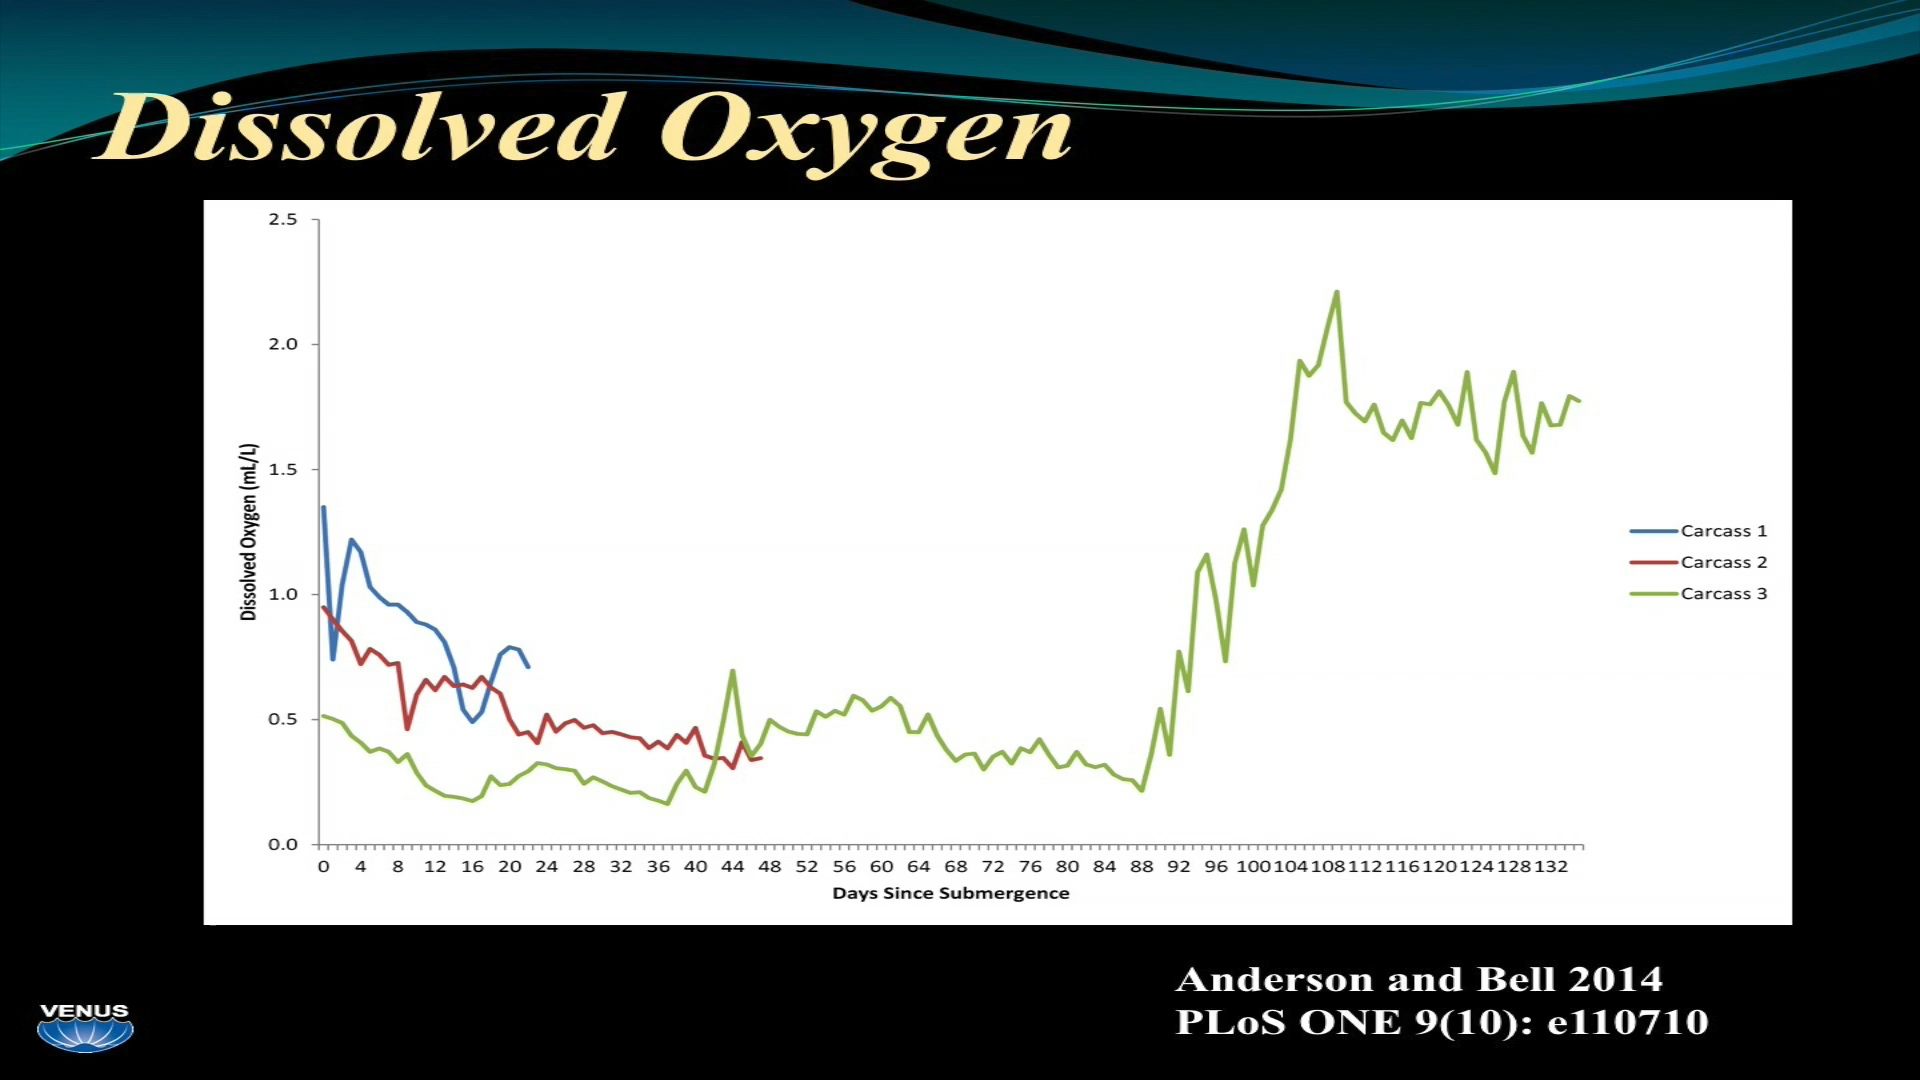 Dissolved Oxygen
2.5
2.0
1.5
1.0
0.5
0.0
Dissolved Oxygen (mL/L)
0 4 8 12 16 20 24 28 32 36 40 44 48 52 56 60 64 68 72 76 80 84 88 92 96 100 104 108 112 116 120 124 128 132
Days Since Submergence
Carcass 1
Carcass 2
Carcass 3
Anderson and Bell 2014
PLoS ONE 9(10): e110710
VENUS